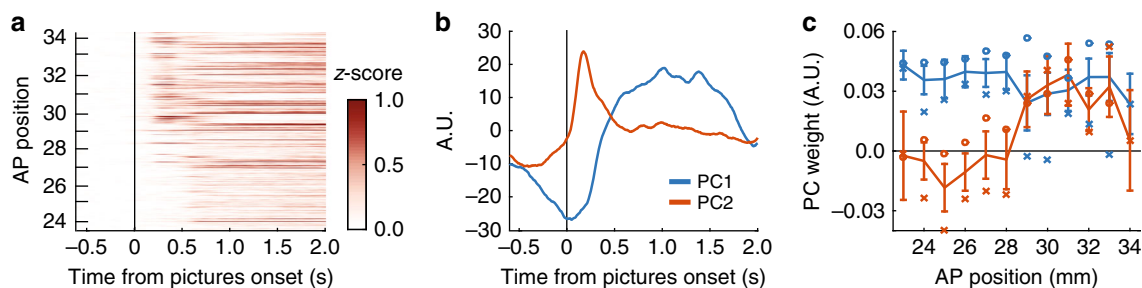 a
34
32
30
28
26
24
AP position
−0.5 0 0.5 1.0 1.5 2.0
Time from pictures onset (s)
z-score
1.0
0.5
0.0
b
30
20
10
0
−10
−20
−30
A.U.
PC1
PC2
−0.5 0 0.5 1.0 1.5 2.0
Time from pictures onset (s)
c
0.06
0.03
0.0
−0.03
PC weight (A.U.)
24 26 28 30 32 34
AP position (mm)